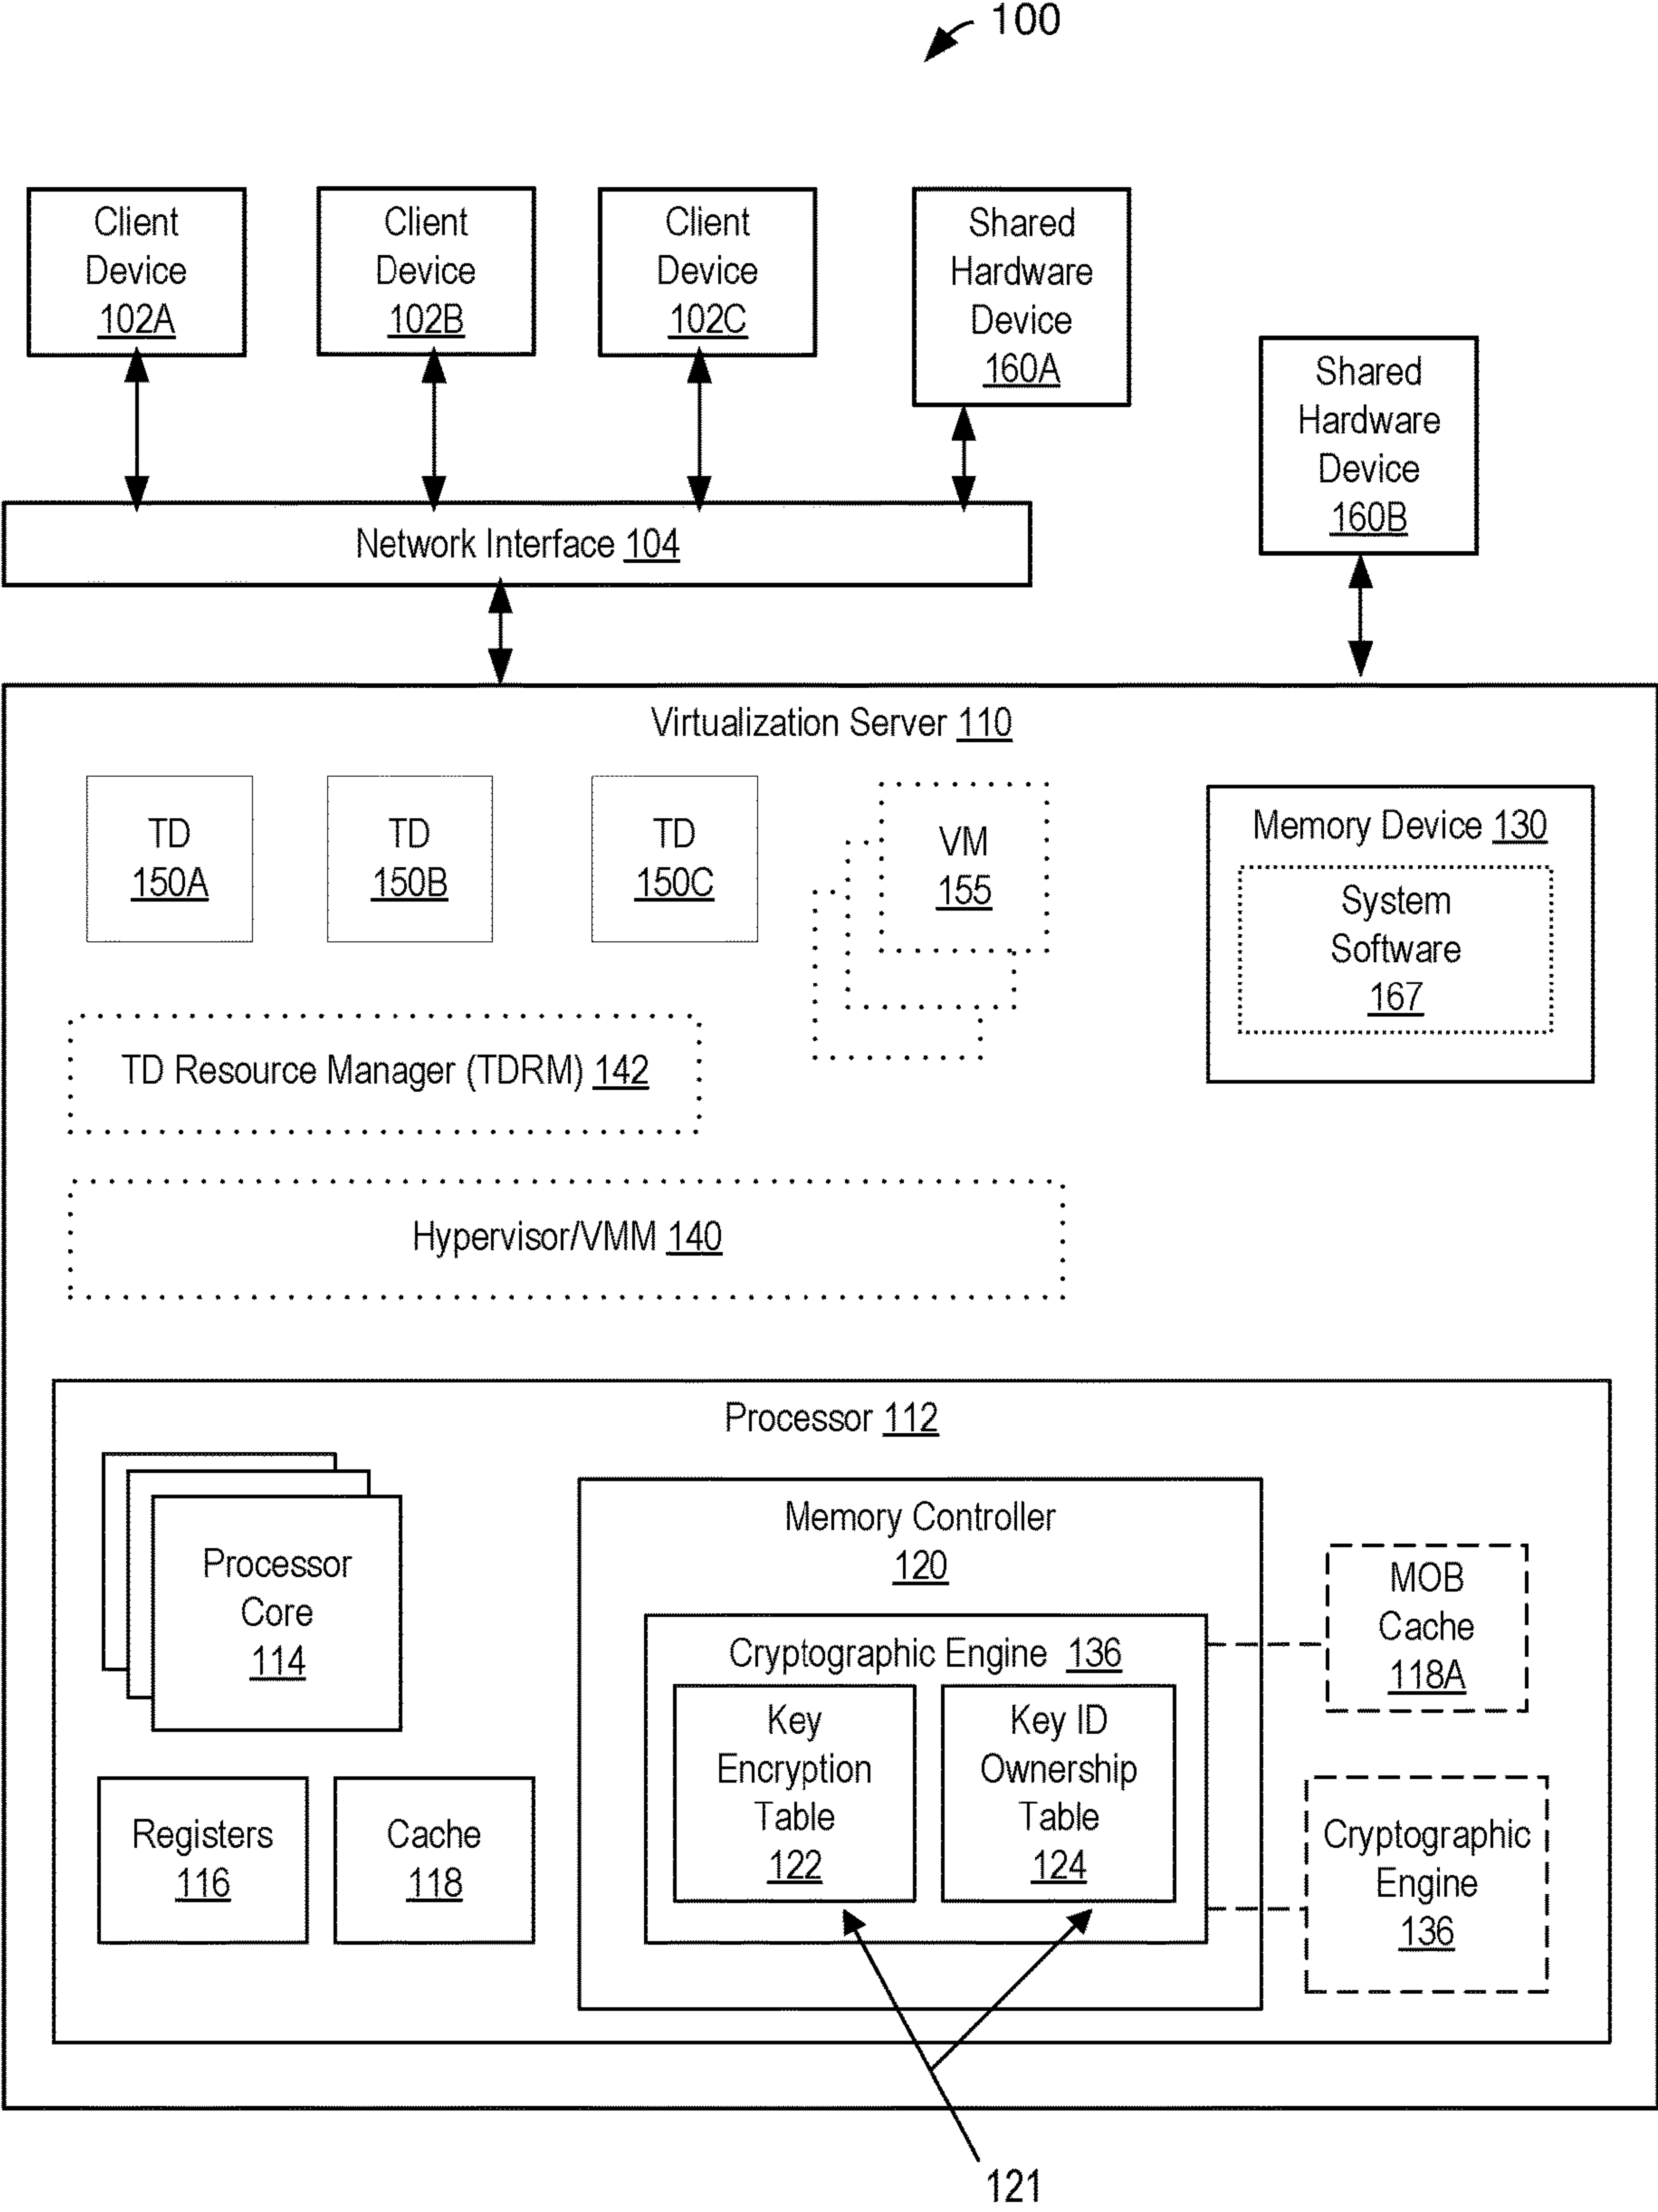 100
Client
Device
102A
Client
Device
102B
Client
Device
102C
Shared
Hardware
Device
160A
Shared
Hardware
Device
160B
Network Interface 104
Virtualization Server 110
TD
150A
TD
150B
TD
150C
VM
155
Memory Device 130
System
Software
167
TD Resource Manager (TDRM) 142
Hypervisor/VMM 140
Processor 112
Processor
Core
114
Registers
116
Cache
118
Memory Controller
120
Cryptographic Engine 136
Key
Encryption
Table
122
Key ID
Ownership
Table
124
MOB
Cache
118A
Cryptographic
Engine
136
121